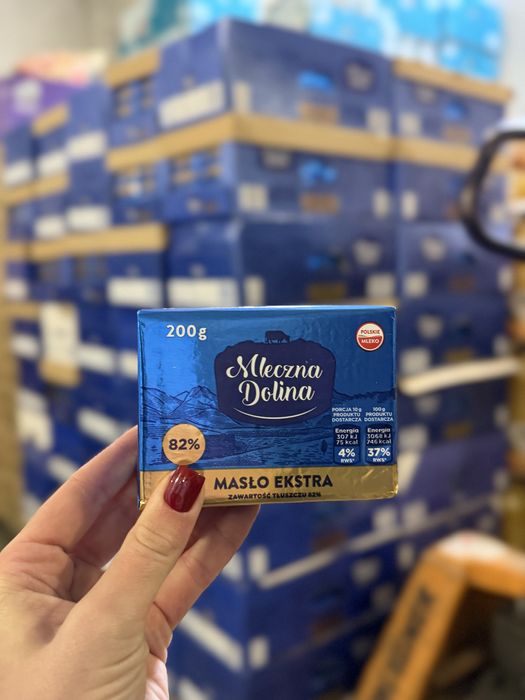 200g
POLSKIE
MLEKO
Mleczna
Dolina
PORCJA 10g
PRODUKTU
DOSTARCZA
100g
PRODUKTU
DOSTARCZA
Energia
307 kJ
75 kcal
4%
RWS*
Energia
3068 kJ
746 kcal
37%
RWS*
82%
MASŁO EKSTRA
ZAWARTOŚĆ TŁUSZCZU 82%